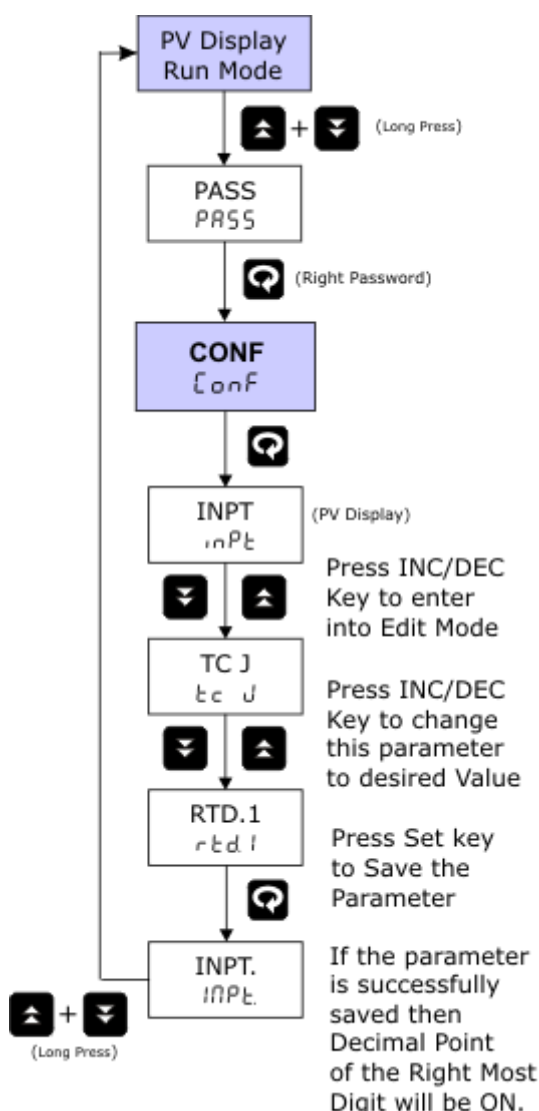 PV Display
Run Mode
+
(Long Press)
PASS
PASS
(Right Password)
CONF
ConF
INPT
(PV Display)
inPt
Press INC/DEC
Key to enter
into Edit Mode
TC J
tc J
Press INC/DEC
Key to change
this parameter
to desired Value
RTD.1
rtd.1
Press Set key
to Save the
Parameter
INPT.
INPt.
+
(Long Press)
If the parameter
is successfully
saved then
Decimal Point
of the Right Most
Digit will be ON.